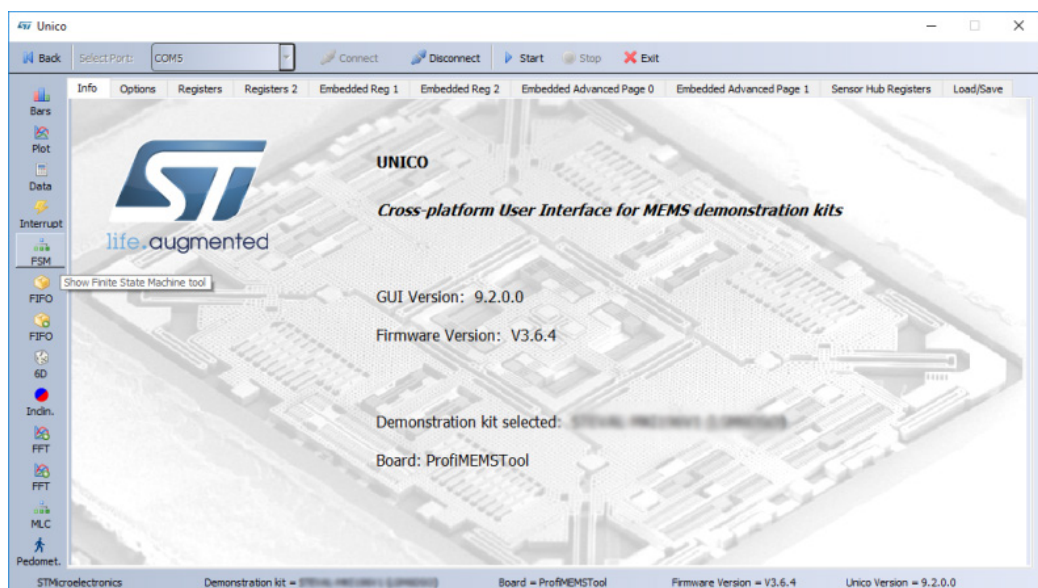 Unico
Back Select Port: COM5 Connect Disconnect Start Stop Exit
Info Options Registers Registers 2 Embedded Reg 1 Embedded Reg 2 Embedded Advanced Page 0 Embedded Advanced Page 1 Sensor Hub Registers Load/Save
Bars
Plot
Data
Interrupt
FSM
Show Finite State Machine tool
FIFO
FIFO
6D
Inclin.
FFT
FFT
MLC
Pedomet.
ST
life.augmented
UNICO
Cross-platform User Interface for MEMS demonstration kits
GUI Version: 9.2.0.0
Firmware Version: V3.6.4
Demonstration kit selected:
Board: ProfiMEMSTool
STMicroelectronics Demonstration kit = Board = ProfiMEMSTool Firmware Version = V3.6.4 Unico Version = 9.2.0.0